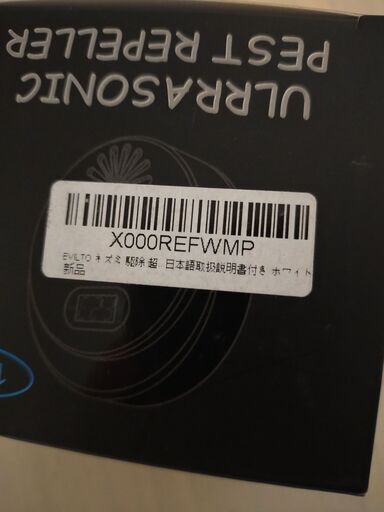 ULRRASONIC
PEST REPELLER
X000REFWMP
EVILTO ネズミ 駆除 超...日本語取扱説明書付き ホワイト
新品